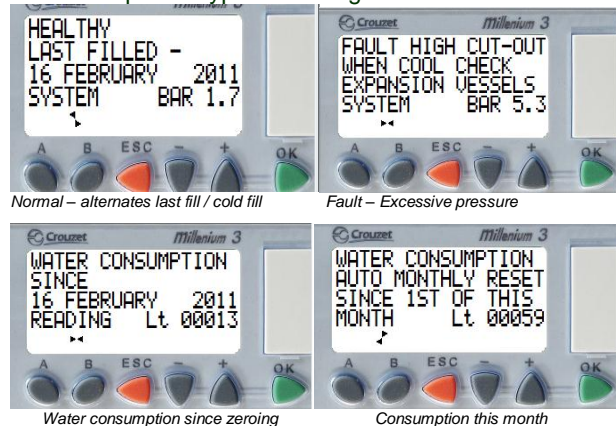 Crouzet Millenium 3
HEALTHY
LAST FILLED -
16 FEBRUARY 2011
SYSTEM BAR 1.7
A B ESC - + OK
Normal – alternates last fill / cold fill
Crouzet Millenium 3
FAULT HIGH CUT-OUT
WHEN COOL CHECK
EXPANSION VESSELS
SYSTEM BAR 5.3
A B ESC - + OK
Fault – Excessive pressure
Crouzet Millenium 3
WATER CONSUMPTION
SINCE
16 FEBRUARY 2011
READING Lt 00013
A B ESC - + OK
Water consumption since zeroing
Crouzet Millenium 3
WATER CONSUMPTION
AUTO MONTHLY RESET
SINCE 1ST OF THIS
MONTH Lt 00059
A B ESC - + OK
Consumption this month